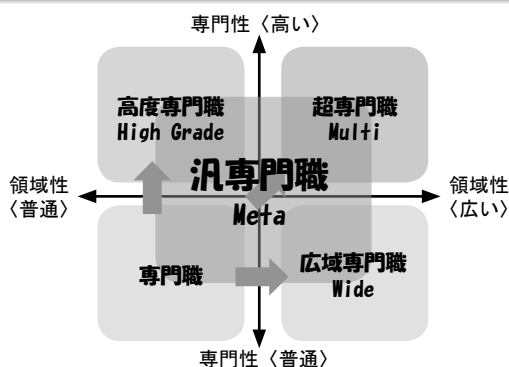 専門性〈高い〉
高度専門職
High Grade
超専門職
Multi
汎専門職
Meta
領域性
〈普通〉
領域性
〈広い〉
専門職
広域専門職
Wide
専門性〈普通〉